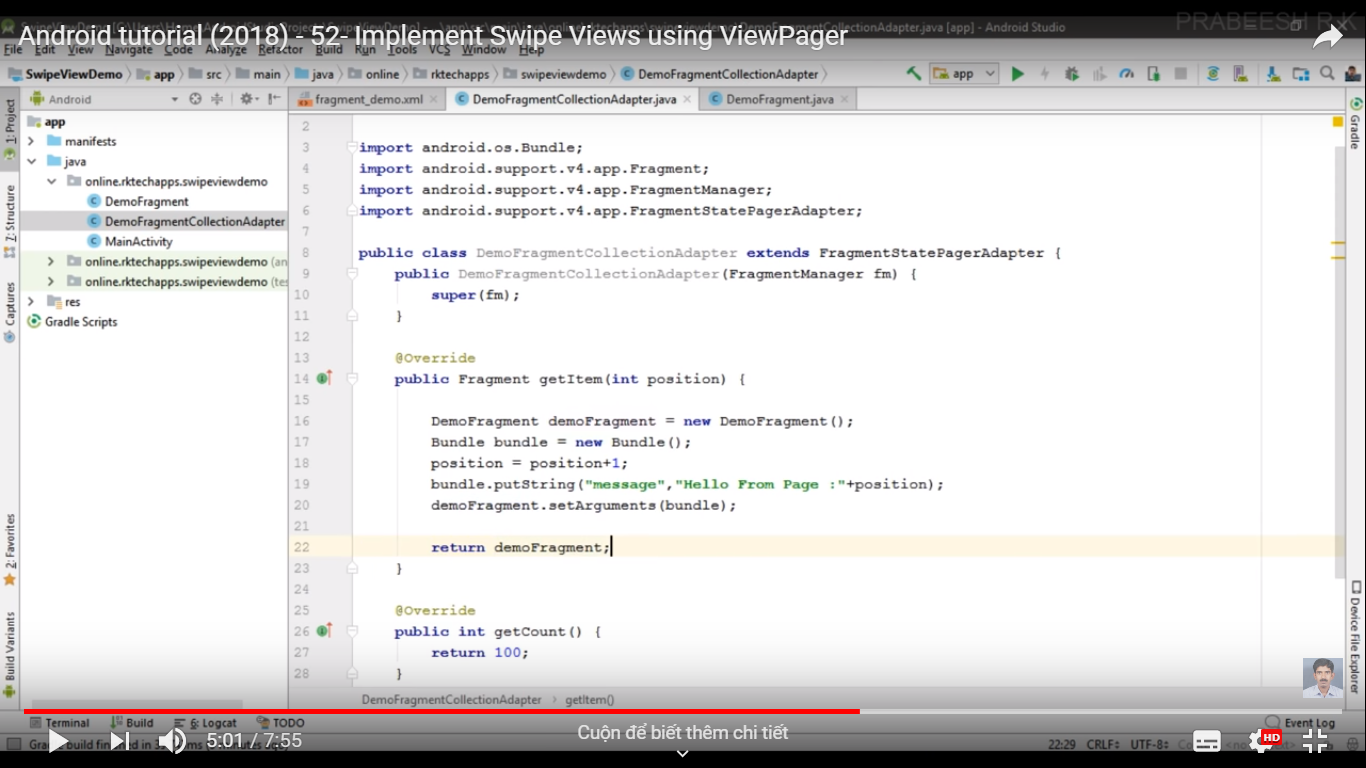 Android tutorial (2018) - 52- Implement Swipe Views using ViewPager
PRABEESH R K
DemoFragmentCollectionAdapter.java [app] - Android Studio
File Edit View Navigate Code Analyze Refactor Build Run Tools VCS Window Help
SwipeViewDemo app src main java online rktechapps swipeviewdemo DemoFragmentCollectionAdapter
app
Android
fragment_demo.xml DemoFragmentCollectionAdapter.java DemoFragment.java
1: Project
Z: Structure
Captures
2: Favorites
Build Variants
app
manifests
java
online.rktechapps.swipeviewdemo
DemoFragment
DemoFragmentCollectionAdapter
MainActivity
online.rktechapps.swipeviewdemo (an
online.rktechapps.swipeviewdemo (tes
res
Gradle Scripts
2
3 import android.os.Bundle;
4 import android.support.v4.app.Fragment;
5 import android.support.v4.app.FragmentManager;
6 import android.support.v4.app.FragmentStatePagerAdapter;
7
8 public class DemoFragmentCollectionAdapter extends FragmentStatePagerAdapter {
9 public DemoFragmentCollectionAdapter(FragmentManager fm) {
10 super(fm);
11 }
12
13 @Override
14 public Fragment getItem(int position) {
15
16 DemoFragment demoFragment = new DemoFragment();
17 Bundle bundle = new Bundle();
18 position = position+1;
19 bundle.putString("message","Hello From Page :"+position);
20 demoFragment.setArguments(bundle);
21
22 return demoFragment;
23 }
24
25 @Override
26 public int getCount() {
27 return 100;
28 }
DemoFragmentCollectionAdapter getItem()
Gradle
Device File Explorer
Terminal Build 6: Logcat TODO
Event Log
Gradle build finished in
5:01 / 7:55
Cuộn để biết thêm chi tiết
22:29 CRLF UTF-8
HD